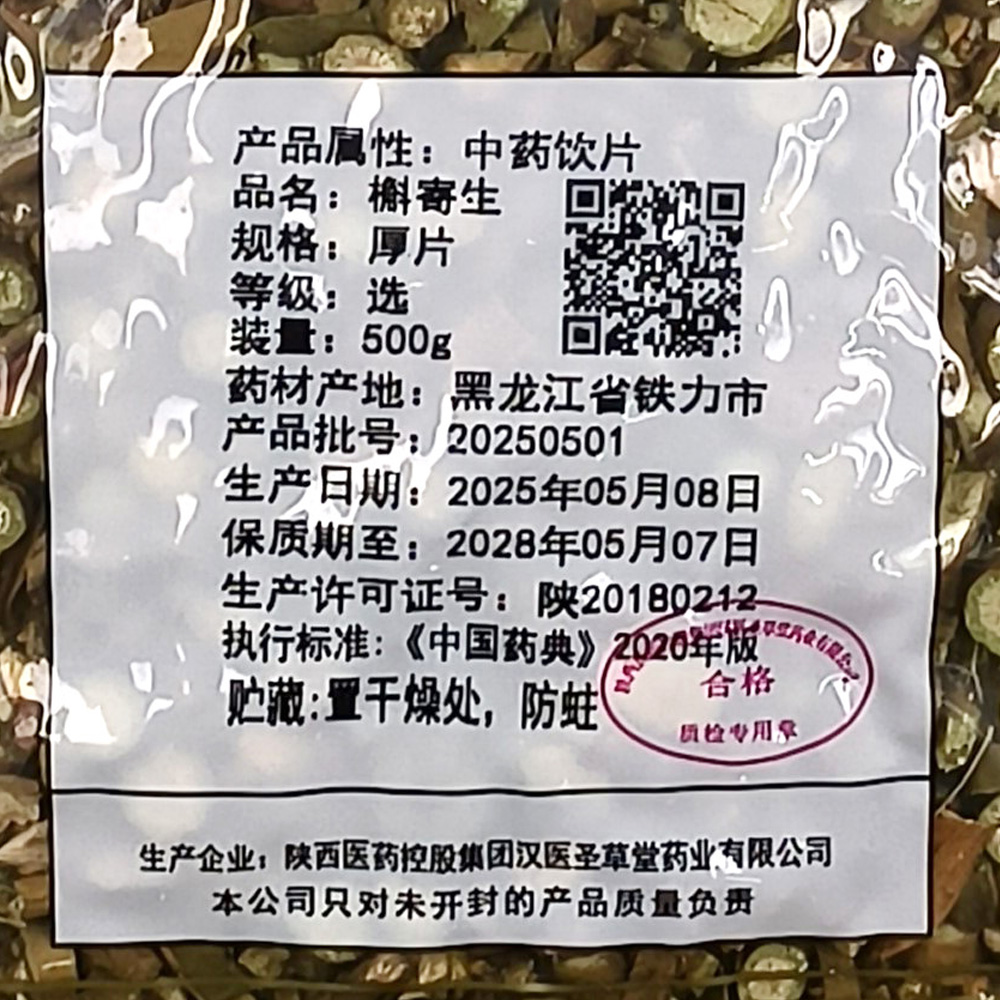 产品属性：中药饮片
品名：槲寄生
规格：厚片
等级：选
装量：500g
药材产地：黑龙江省铁力市
产品批号：20250501
生产日期：2025年05月08日
保质期至：2028年05月07日
生产许可证号：陕20180212
执行标准：《中国药典》2020年版
贮藏：置干燥处，防蛀
合格
质检专用章
生产企业：陕西医药控股集团汉医圣草堂药业有限公司
本公司只对未开封的产品质量负责